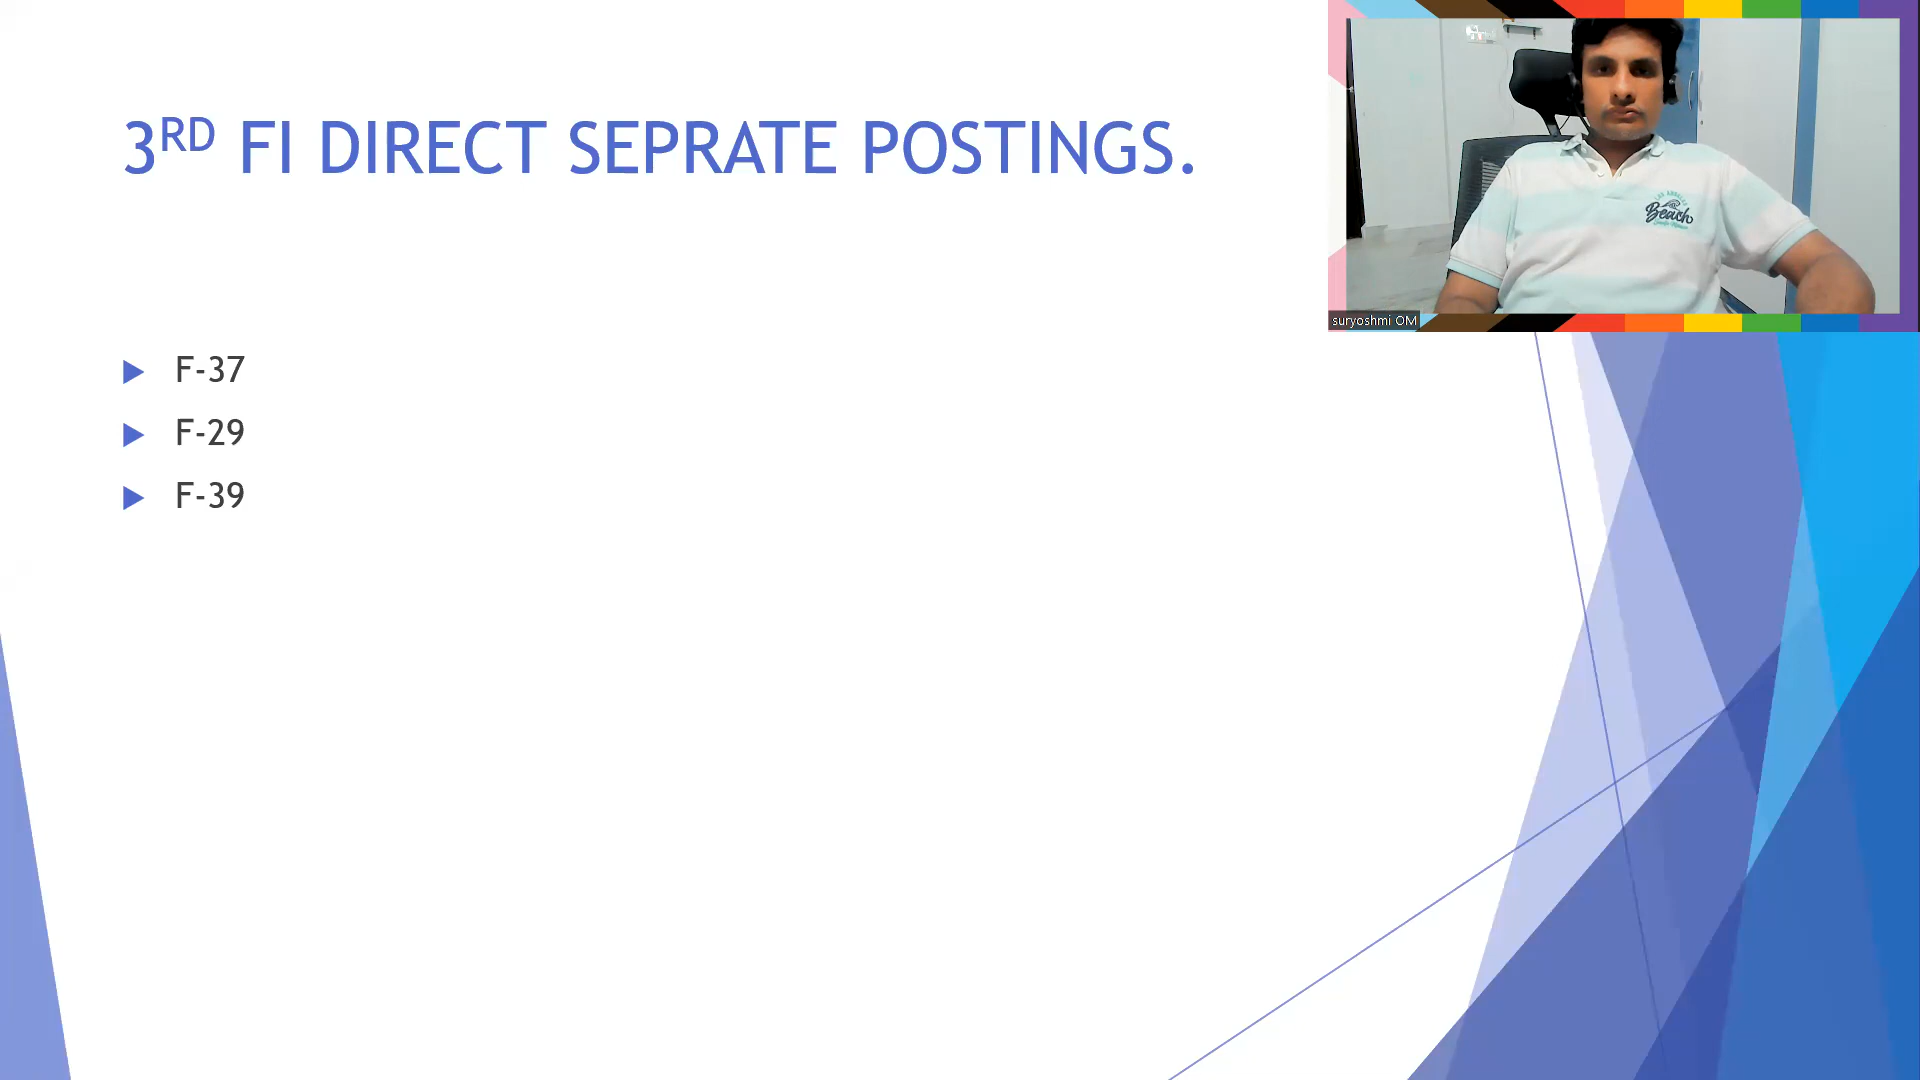 3RD FI DIRECT SEPRATE POSTINGS.
F-37
F-29
F-39
Beach
suryoshmi OM